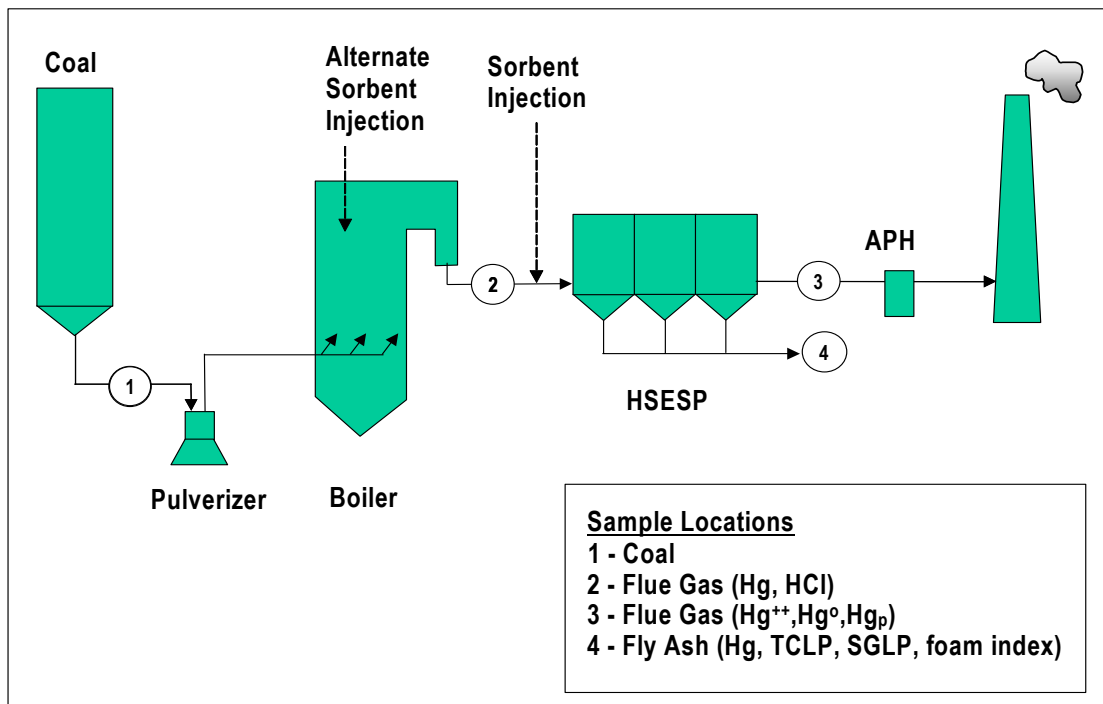 Coal
Alternate
Sorbent
Injection
Sorbent
Injection
APH
2
3
4
1
HSESP
Pulverizer
Boiler
Sample Locations
1 - Coal
2 - Flue Gas (Hg, HCl)
3 - Flue Gas (Hg⁺⁺,Hgᵒ,Hgₚ)
4 - Fly Ash (Hg, TCLP, SGLP, foam index)